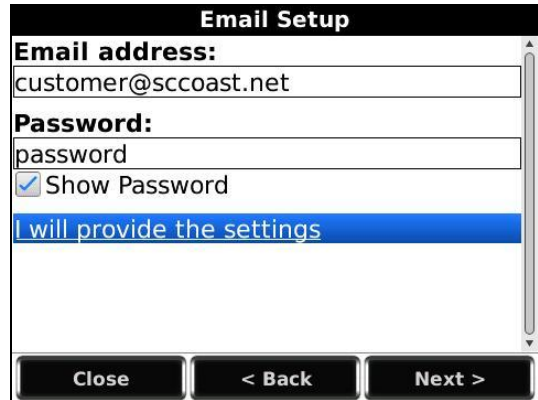 Email Setup
Email address:
customer@sccoast.net
Password:
password
Show Password
I will provide the settings
Close
< Back
Next >